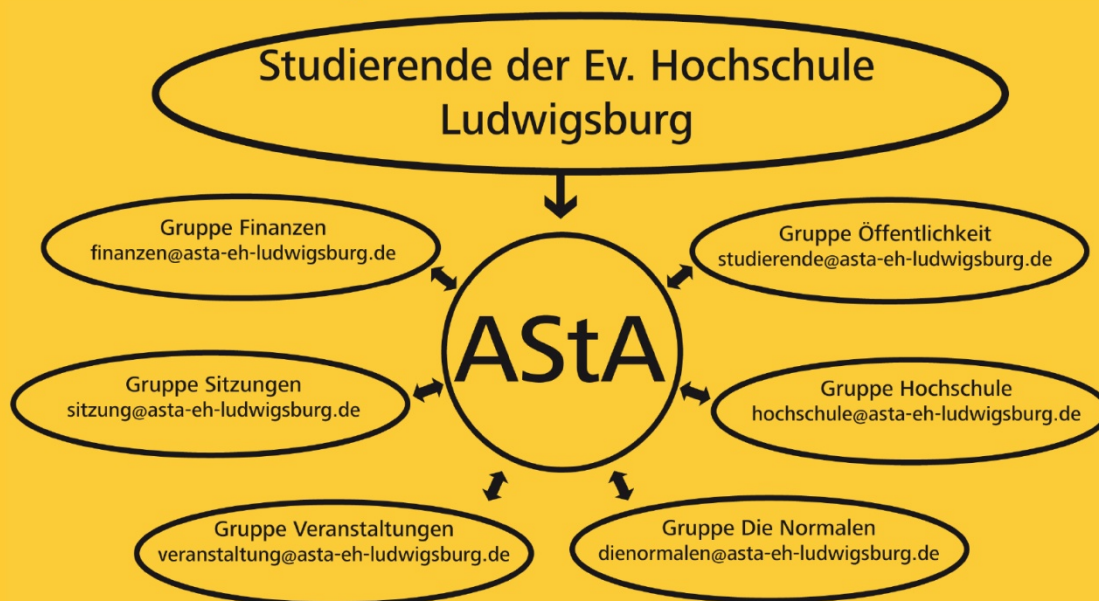 Studierende der Ev. Hochschule
Ludwigsburg
Gruppe Finanzen
finanzen@asta-eh-ludwigsburg.de
Gruppe Öffentlichkeit
studierende@asta-eh-ludwigsburg.de
AStA
Gruppe Sitzungen
sitzung@asta-eh-ludwigsburg.de
Gruppe Hochschule
hochschule@asta-eh-ludwigsburg.de
Gruppe Veranstaltungen
veranstaltung@asta-eh-ludwigsburg.de
Gruppe Die Normalen
dienormalen@asta-eh-ludwigsburg.de